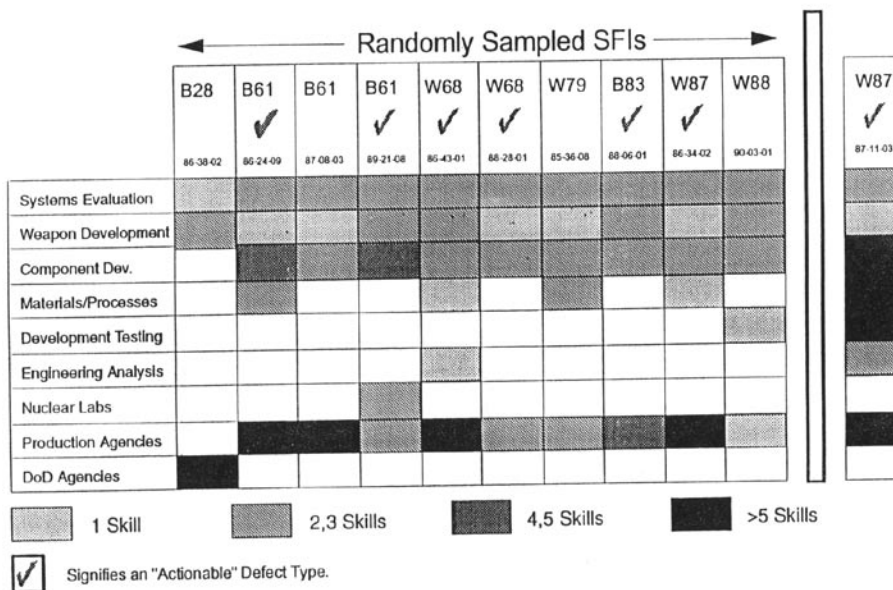 Randomly Sampled SFIs
B28 B61 B61 B61 W68 W68 W79 B83 W87 W88 W87
86-38-02 86-24-09 87-08-03 89-21-08 86-43-01 88-28-01 85-36-08 88-06-01 86-34-02 90-03-01 87-11-03
Systems Evaluation
Weapon Development
Component Dev.
Materials/Processes
Development Testing
Engineering Analysis
Nuclear Labs
Production Agencies
DoD Agencies
1 Skill 2,3 Skills 4,5 Skills >5 Skills
Signifies an "Actionable" Defect Type.